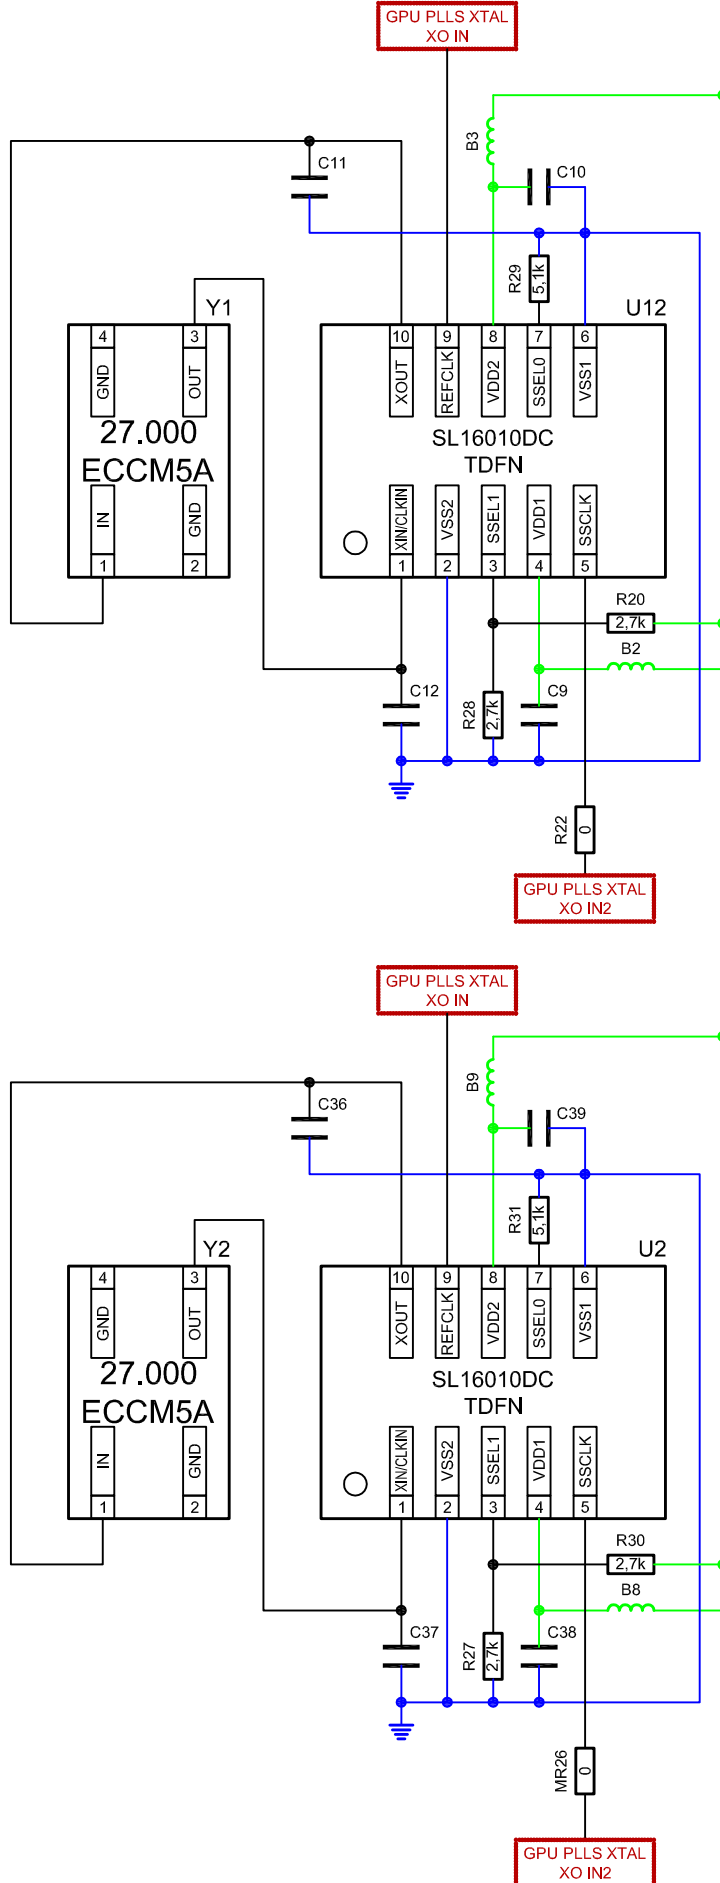 GPU PLLS XTAL
XO IN
B3
C11
C10
R29
5,1k
Y1
U12
4
3
10
9
8
7
6
GND
OUT
XOUT
REFCLK
VDD2
SSEL0
VSS1
27.000
ECCM5A
SL16010DC
TDFN
IN
GND
XIN/CLKIN
VSS2
SSEL1
VDD1
SSCLK
1
2
1
2
3
4
5
R20
2,7k
B2
C12
R28
2,7k
C9
R22
0
GPU PLLS XTAL
XO IN2
GPU PLLS XTAL
XO IN
B9
C36
C39
R31
5,1k
Y2
U2
4
3
10
9
8
7
6
GND
OUT
XOUT
REFCLK
VDD2
SSEL0
VSS1
27.000
ECCM5A
SL16010DC
TDFN
IN
GND
XIN/CLKIN
VSS2
SSEL1
VDD1
SSCLK
1
2
1
2
3
4
5
R30
2,7k
B8
C37
R27
2,7k
C38
MR26
0
GPU PLLS XTAL
XO IN2